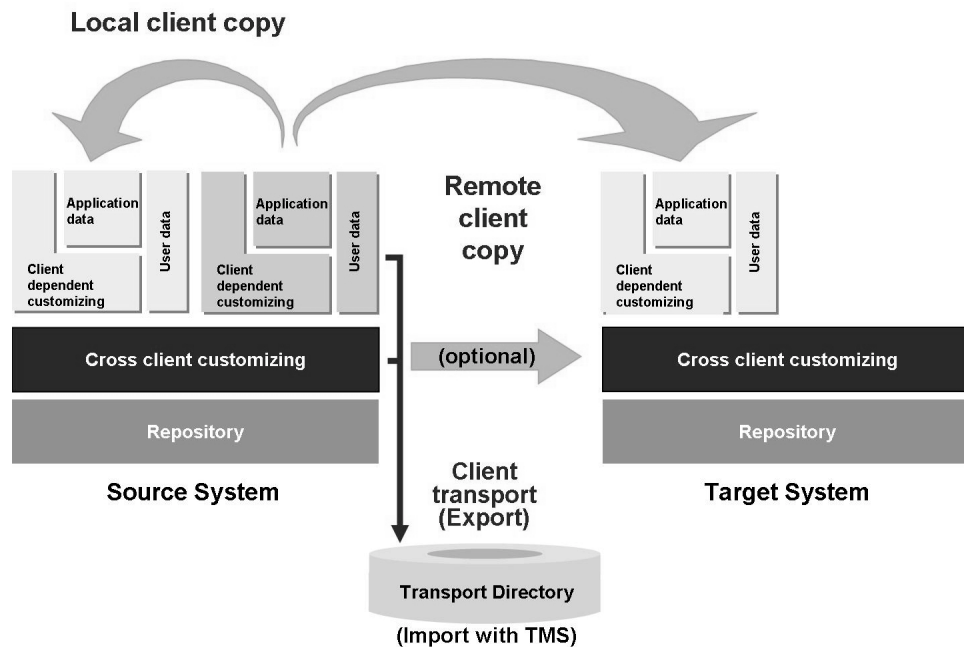 Local client copy
Application
data
User data
Client
dependent
customizing
Application
data
User data
Client
dependent
customizing
Remote
client
copy
Application
data
User data
Client
dependent
customizing
Cross client customizing
(optional)
Cross client customizing
Repository
Repository
Source System
Client
transport
(Export)
Target System
Transport Directory
(Import with TMS)